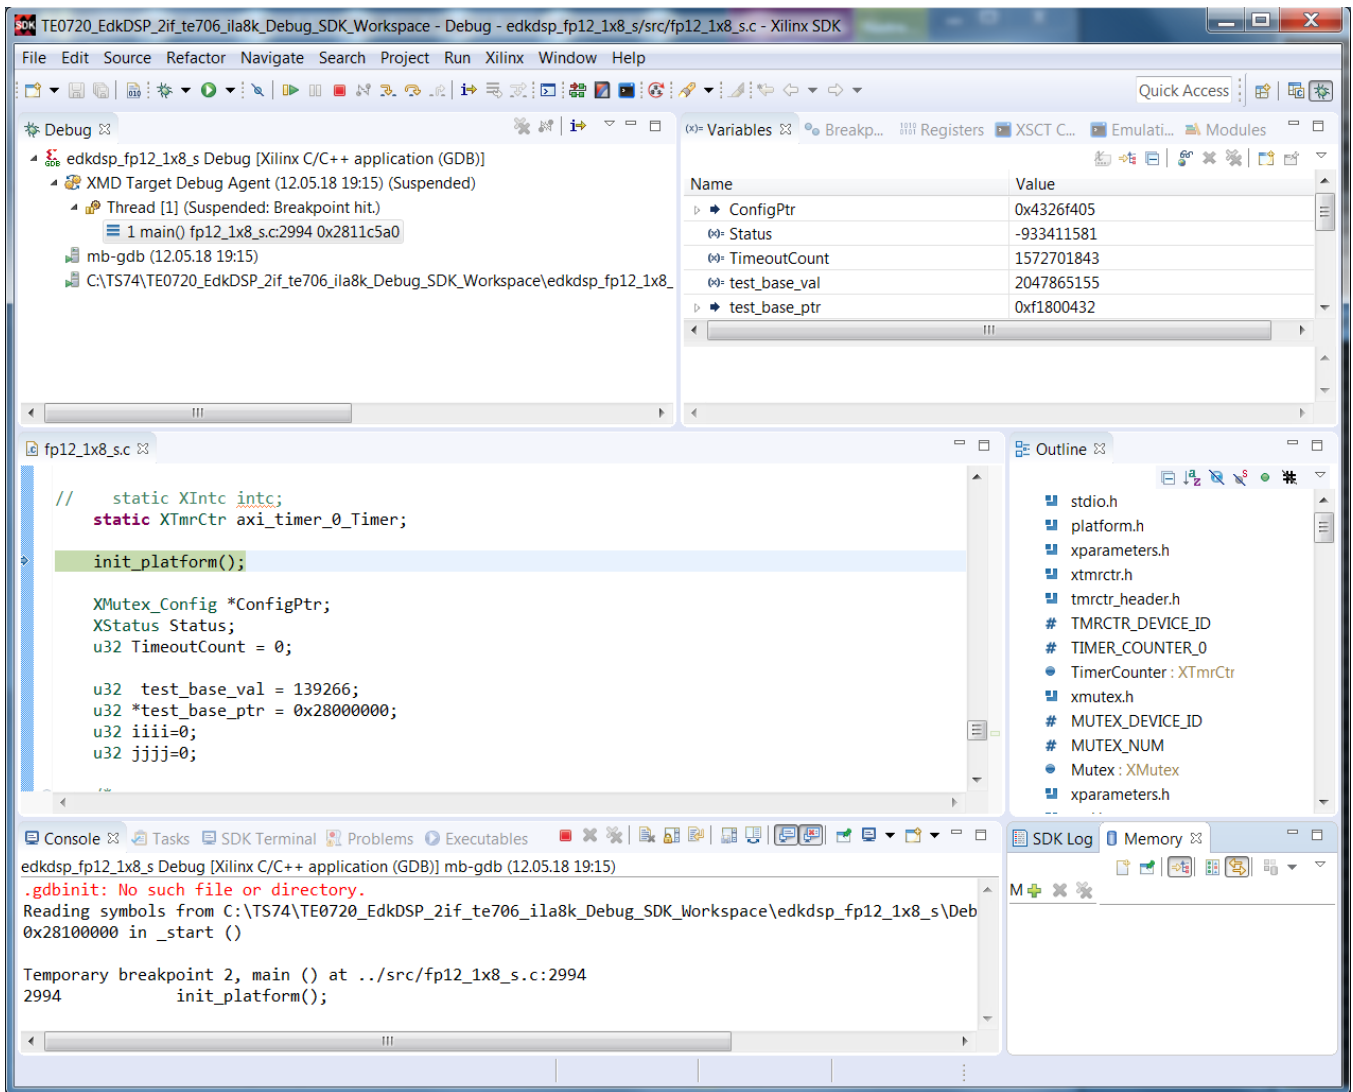 SDK TE0720_EdkDSP_2if_te706_ila8k_Debug_SDK_Workspace - Debug - edkdsp_fp12_1x8_s/src/fp12_1x8_s.c - Xilinx SDK
File Edit Source Refactor Navigate Search Project Run Xilinx Window Help
Quick Access
Debug
edkdsp_fp12_1x8_s Debug [Xilinx C/C++ application (GDB)]
XMD Target Debug Agent (12.05.18 19:15) (Suspended)
Thread [1] (Suspended: Breakpoint hit.)
1 main() fp12_1x8_s.c:2994 0x2811c5a0
mb-gdb (12.05.18 19:15)
C:\TS74\TE0720_EdkDSP_2if_te706_ila8k_Debug_SDK_Workspace\edkdsp_fp12_1x8_
(x)= Variables Breakp... Registers XSCT C... Emulati... Modules
Name Value
ConfigPtr 0x4326f405
(x)= Status -933411581
(x)= TimeoutCount 1572701843
(x)= test_base_val 2047865155
test_base_ptr 0xf1800432
fp12_1x8_s.c
// static XIntc intc;
static XTmrCtr axi_timer_0_Timer;
init_platform();
XMutex_Config *ConfigPtr;
XStatus Status;
u32 TimeoutCount = 0;
u32 test_base_val = 139266;
u32 *test_base_ptr = 0x28000000;
u32 iiii=0;
u32 jjjj=0;
/*
Outline
stdio.h
platform.h
xparameters.h
xtmrctr.h
tmrctr_header.h
# TMRCTR_DEVICE_ID
# TIMER_COUNTER_0
TimerCounter : XTmrCtr
xmutex.h
# MUTEX_DEVICE_ID
# MUTEX_NUM
Mutex : XMutex
xparameters.h
Console Tasks SDK Terminal Problems Executables
edkdsp_fp12_1x8_s Debug [Xilinx C/C++ application (GDB)] mb-gdb (12.05.18 19:15)
.gdbinit: No such file or directory.
Reading symbols from C:\TS74\TE0720_EdkDSP_2if_te706_ila8k_Debug_SDK_Workspace\edkdsp_fp12_1x8_s\Deb
0x28100000 in _start ()
Temporary breakpoint 2, main () at ../src/fp12_1x8_s.c:2994
2994 init_platform();
SDK Log Memory
M